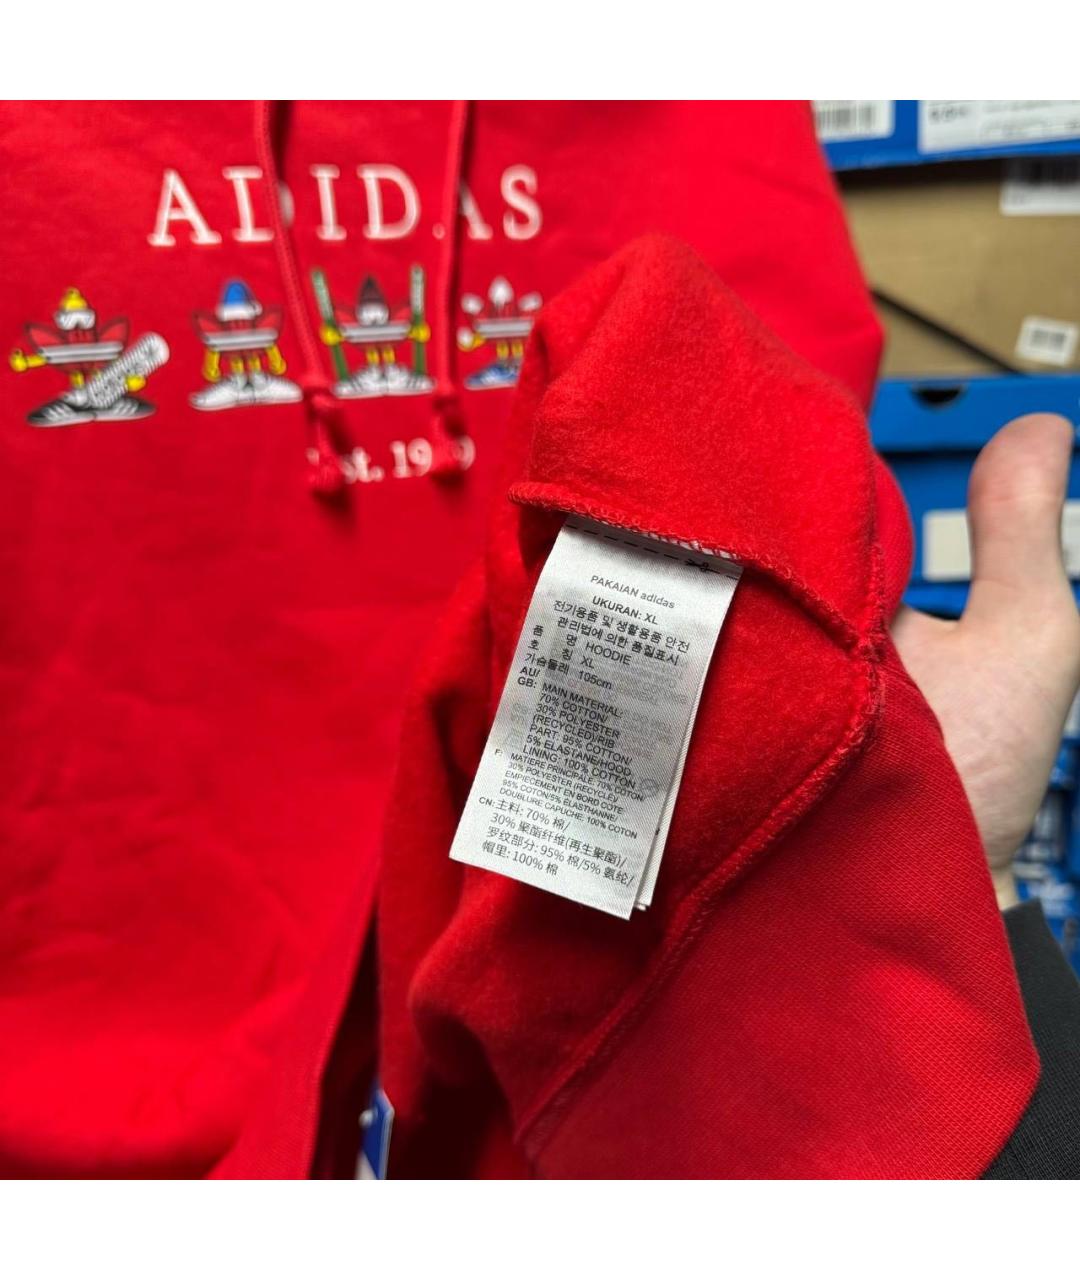 ADIDAS
PAKAIAN adidas
UKURAN: XL
전기용품 및 생활용품 안전
관리법에 의한 품질표시
품 명 HOODIE
호 칭 XL
가슴둘레 105cm
AU/
GB: MAIN MATERIAL:
70% COTTON/
30% POLYESTER
(RECYCLED)/RIB
PART: 95% COTTON/
5% ELASTANE/HOOD
LINING: 100% COTTON
F: MATIERE PRINCIPALE: 70% COTON/
30% POLYESTER (RECYCLÉ)/
EMPIECEMENT EN BORD COTE:
95% COTON/5% ÉLASTHANNE/
DOUBLURE CAPUCHE: 100% COTON
CN: 主料: 70% 棉/
30% 聚酯纤维(再生聚酯)/
罗纹部分: 95% 棉/5% 氨纶/
帽里: 100% 棉